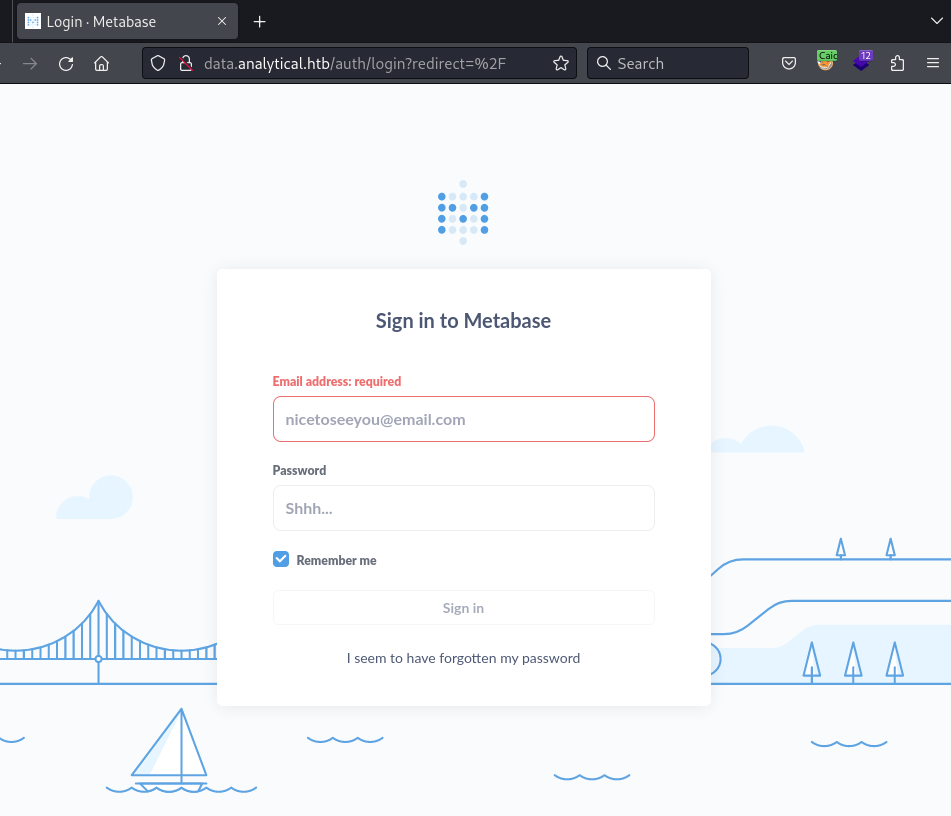 Login · Metabase
data.analytical.htb/auth/login?redirect=%2F
Search
Caic
12
Sign in to Metabase
Email address: required
nicetoseeyou@email.com
Password
Shhh...
Remember me
Sign in
I seem to have forgotten my password